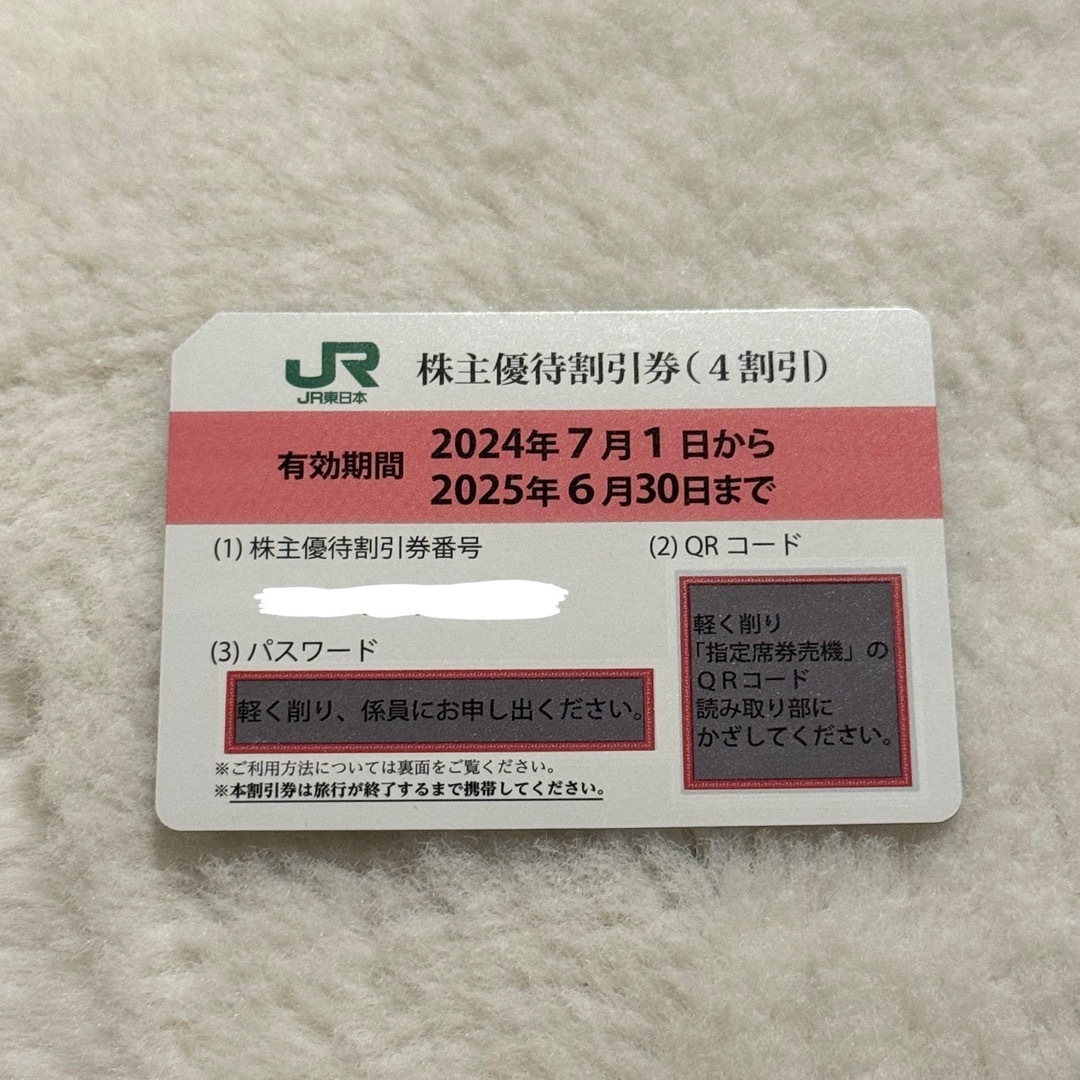 JR
JR東日本
株主優待割引券(4割引)
有効期間
2024年7月1日から
2025年6月30日まで
(1) 株主優待割引券番号
(2) QRコード
軽く削り
「指定席券売機」の
QRコード
読み取り部に
かざしてください。
(3) パスワード
軽く削り、係員にお申し出ください。
※ご利用方法については裏面をご覧ください。
※本割引券は旅行が終了するまで携帯してください。